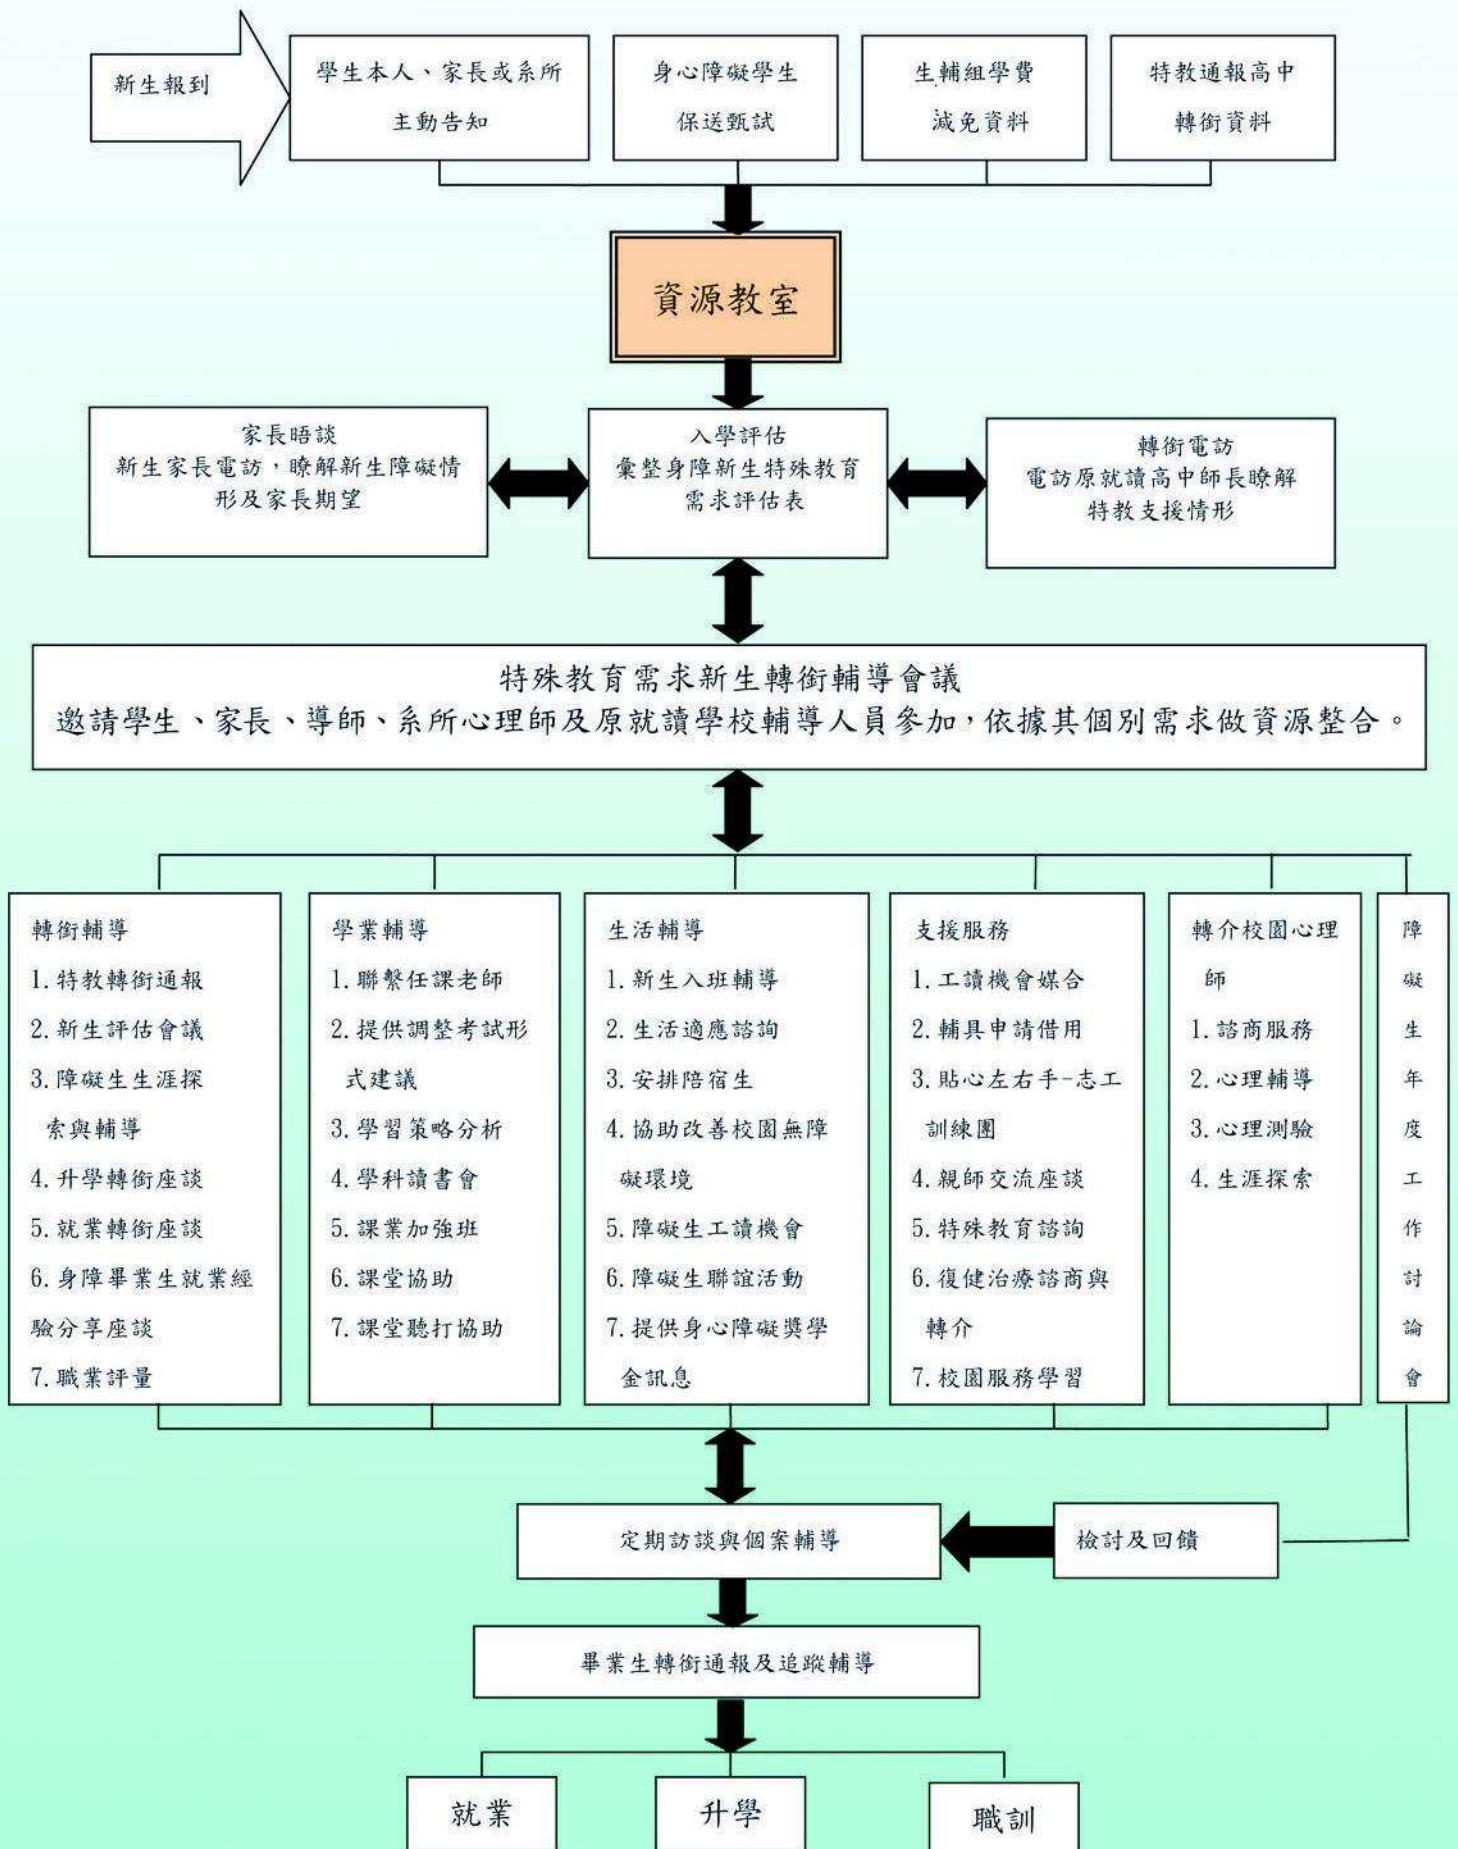 新生報到
學生本人、家長或系所
主動告知
身心障礙學生
保送甄試
生輔組學費
減免資料
特教通報高中
轉銜資料
資源教室
家長晤談
新生家長電訪，瞭解新生障礙情
形及家長期望
入學評估
彙整身障新生特殊教育
需求評估表
轉銜電訪
電訪原就讀高中師長瞭解
特教支援情形
特殊教育需求新生轉銜輔導會議
邀請學生、家長、導師、系所心理師及原就讀學校輔導人員參加，依據其個別需求做資源整合。
轉銜輔導
1.特教轉銜通報
2.新生評估會議
3.障礙生生涯探
索與輔導
4.升學轉銜座談
5.就業轉銜座談
6.身障畢業生就業經
驗分享座談
7.職業評量
學業輔導
1.聯繫任課老師
2.提供調整考試形
式建議
3.學習策略分析
4.學科讀書會
5.課業加強班
6.課堂協助
7.課堂聽打協助
生活輔導
1.新生入班輔導
2.生活適應諮詢
3.安排陪宿生
4.協助改善校園無障
礙環境
5.障礙生工讀機會
6.障礙生聯誼活動
7.提供身心障礙獎學
金訊息
支援服務
1.工讀機會媒合
2.輔具申請借用
3.貼心左右手-志工
訓練團
4.親師交流座談
5.特殊教育諮詢
6.復健治療諮商與
轉介
7.校園服務學習
轉介校園心理
師
1.諮商服務
2.心理輔導
3.心理測驗
4.生涯探索
障礙生年度工作討論會
定期訪談與個案輔導
檢討及回饋
畢業生轉銜通報及追蹤輔導
就業
升學
職訓